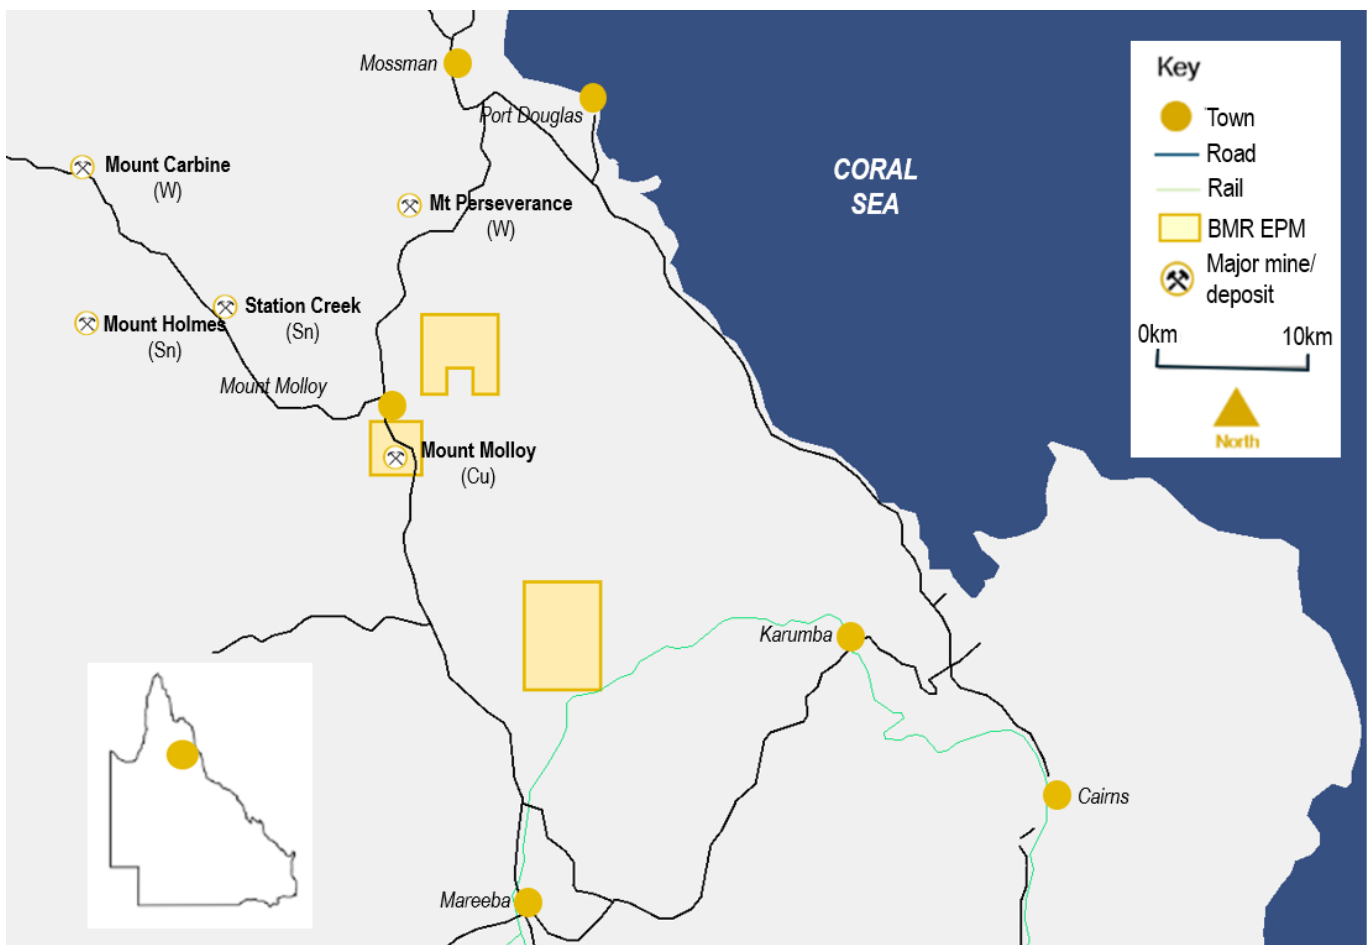 Mossman
Port Douglas
Mount Carbine
(W)
Mt Perseverance
(W)
CORAL
SEA
Station Creek
(Sn)
Mount Holmes
(Sn)
Mount Molloy
Mount Molloy
(Cu)
Karumba
Cairns
Mareeba
Key
Town
Road
Rail
BMR EPM
Major mine/
deposit
0km 10km
North